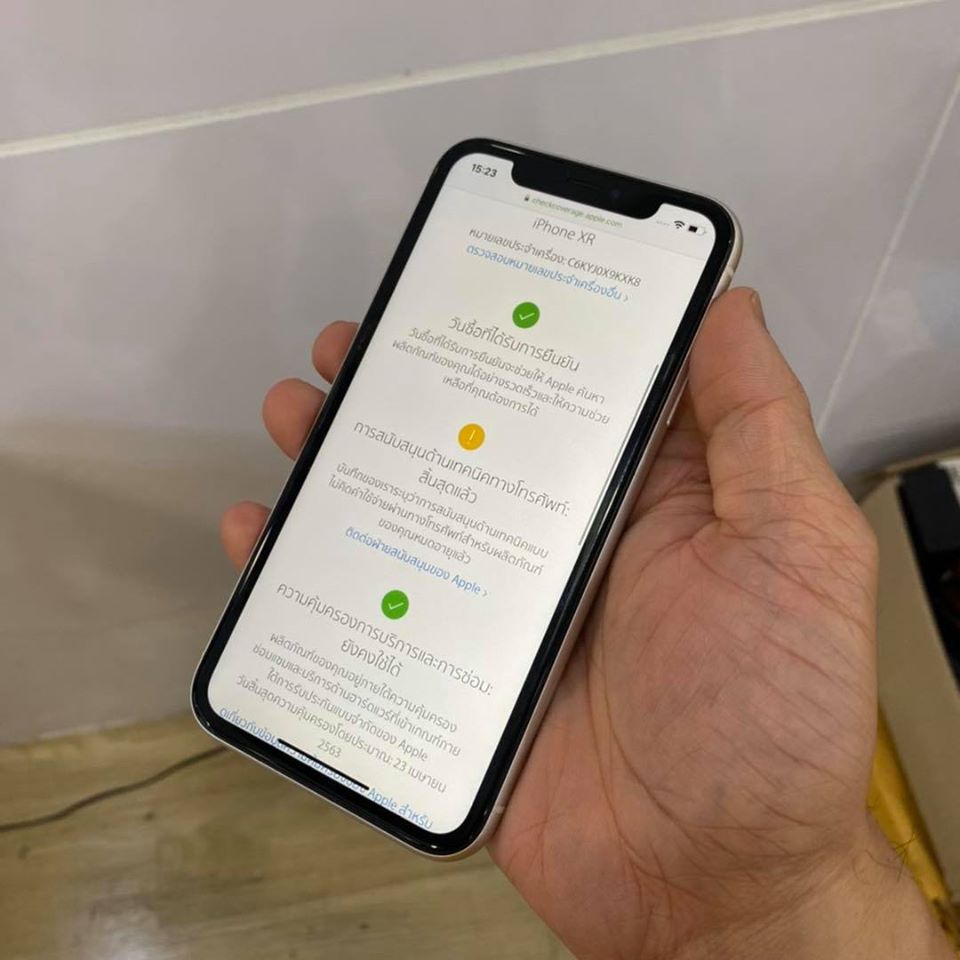 15:23
checkcoverage.apple.com
iPhone XR
หมายเลขประจำเครื่อง: C6KYJ0X9KXK8
ตรวจสอบหมายเลขประจำเครื่องอื่น ›
วันซื้อที่ได้รับการยืนยัน
วันซื้อที่ได้รับการยืนยันจะช่วยให้ Apple ค้นหา
ผลิตภัณฑ์ของคุณได้อย่างรวดเร็วและให้ความช่วย
เหลือที่คุณต้องการได้
การสนับสนุนด้านเทคนิคทางโทรศัพท์:
สิ้นสุดแล้ว
บันทึกของเราระบุว่าการสนับสนุนด้านเทคนิคแบบ
ไม่คิดค่าใช้จ่ายผ่านทางโทรศัพท์สำหรับผลิตภัณฑ์
ของคุณหมดอายุแล้ว
ติดต่อฝ่ายสนับสนุนของ Apple ›
ความคุ้มครองการบริการและการซ่อม:
ยังคงใช้ได้
ผลิตภัณฑ์ของคุณอยู่ภายใต้ความคุ้มครอง
ซ่อมแซมและบริการด้านฮาร์ดแวร์ที่เข้าเกณฑ์ภาย
ใต้การรับประกันแบบจำกัดของ Apple
วันสิ้นสุดความคุ้มครองโดยประมาณ: 23 เมษายน
2563
Apple สำหรับ